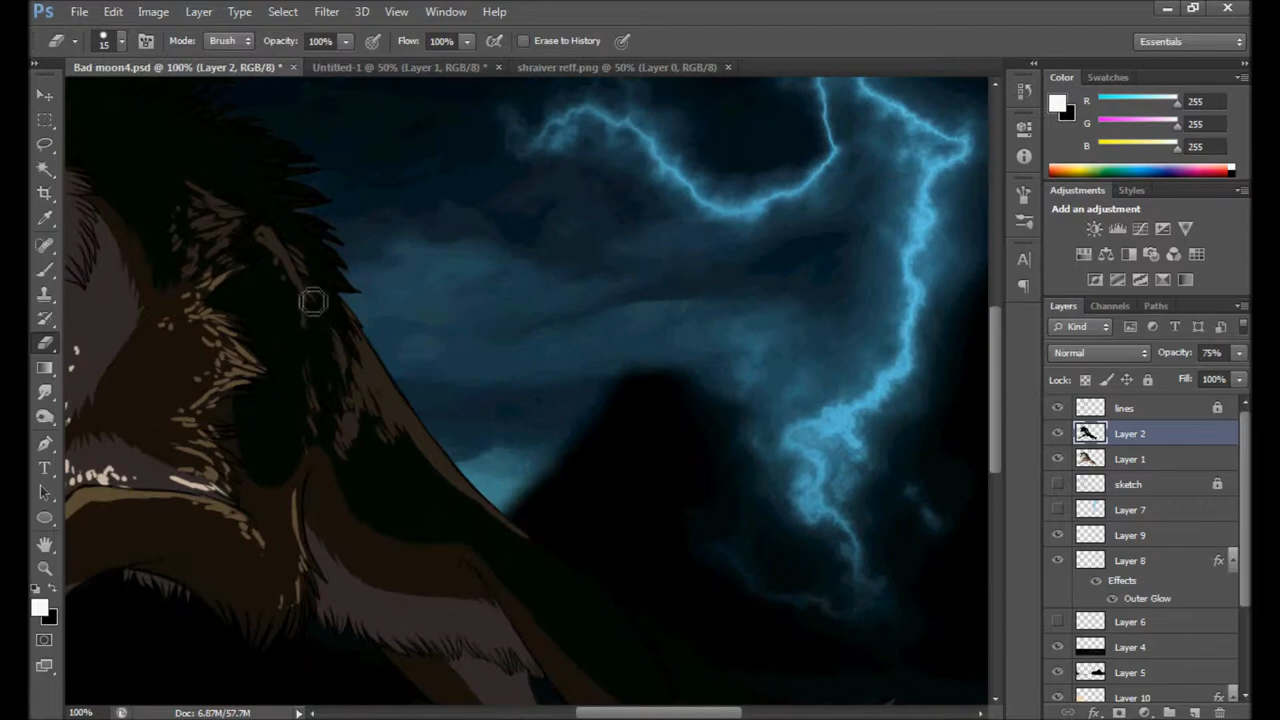 Ps File Edit Image Layer Type Select Filter 3D View Window Help
15 Mode: Brush Opacity: 100% Flow: 100% Erase to History Essentials
Bad moon4.psd @ 100% (Layer 2, RGB/8) * × Untitled-1 @ 50% (Layer 1, RGB/8) * × shraiver reff.png @ 50% (Layer 0, RGB/8) ×
Color Swatches
R 255
G 255
B 255
Adjustments Styles
Add an adjustment
Layers Channels Paths
Kind
Normal Opacity: 75%
Lock: Fill: 100%
lines
Layer 2
Layer 1
sketch
Layer 7
Layer 9
Layer 8 fx
Effects
Outer Glow
Layer 6
Layer 4
Layer 5
Layer 10 fx
100% Doc: 6.87M/57.7M